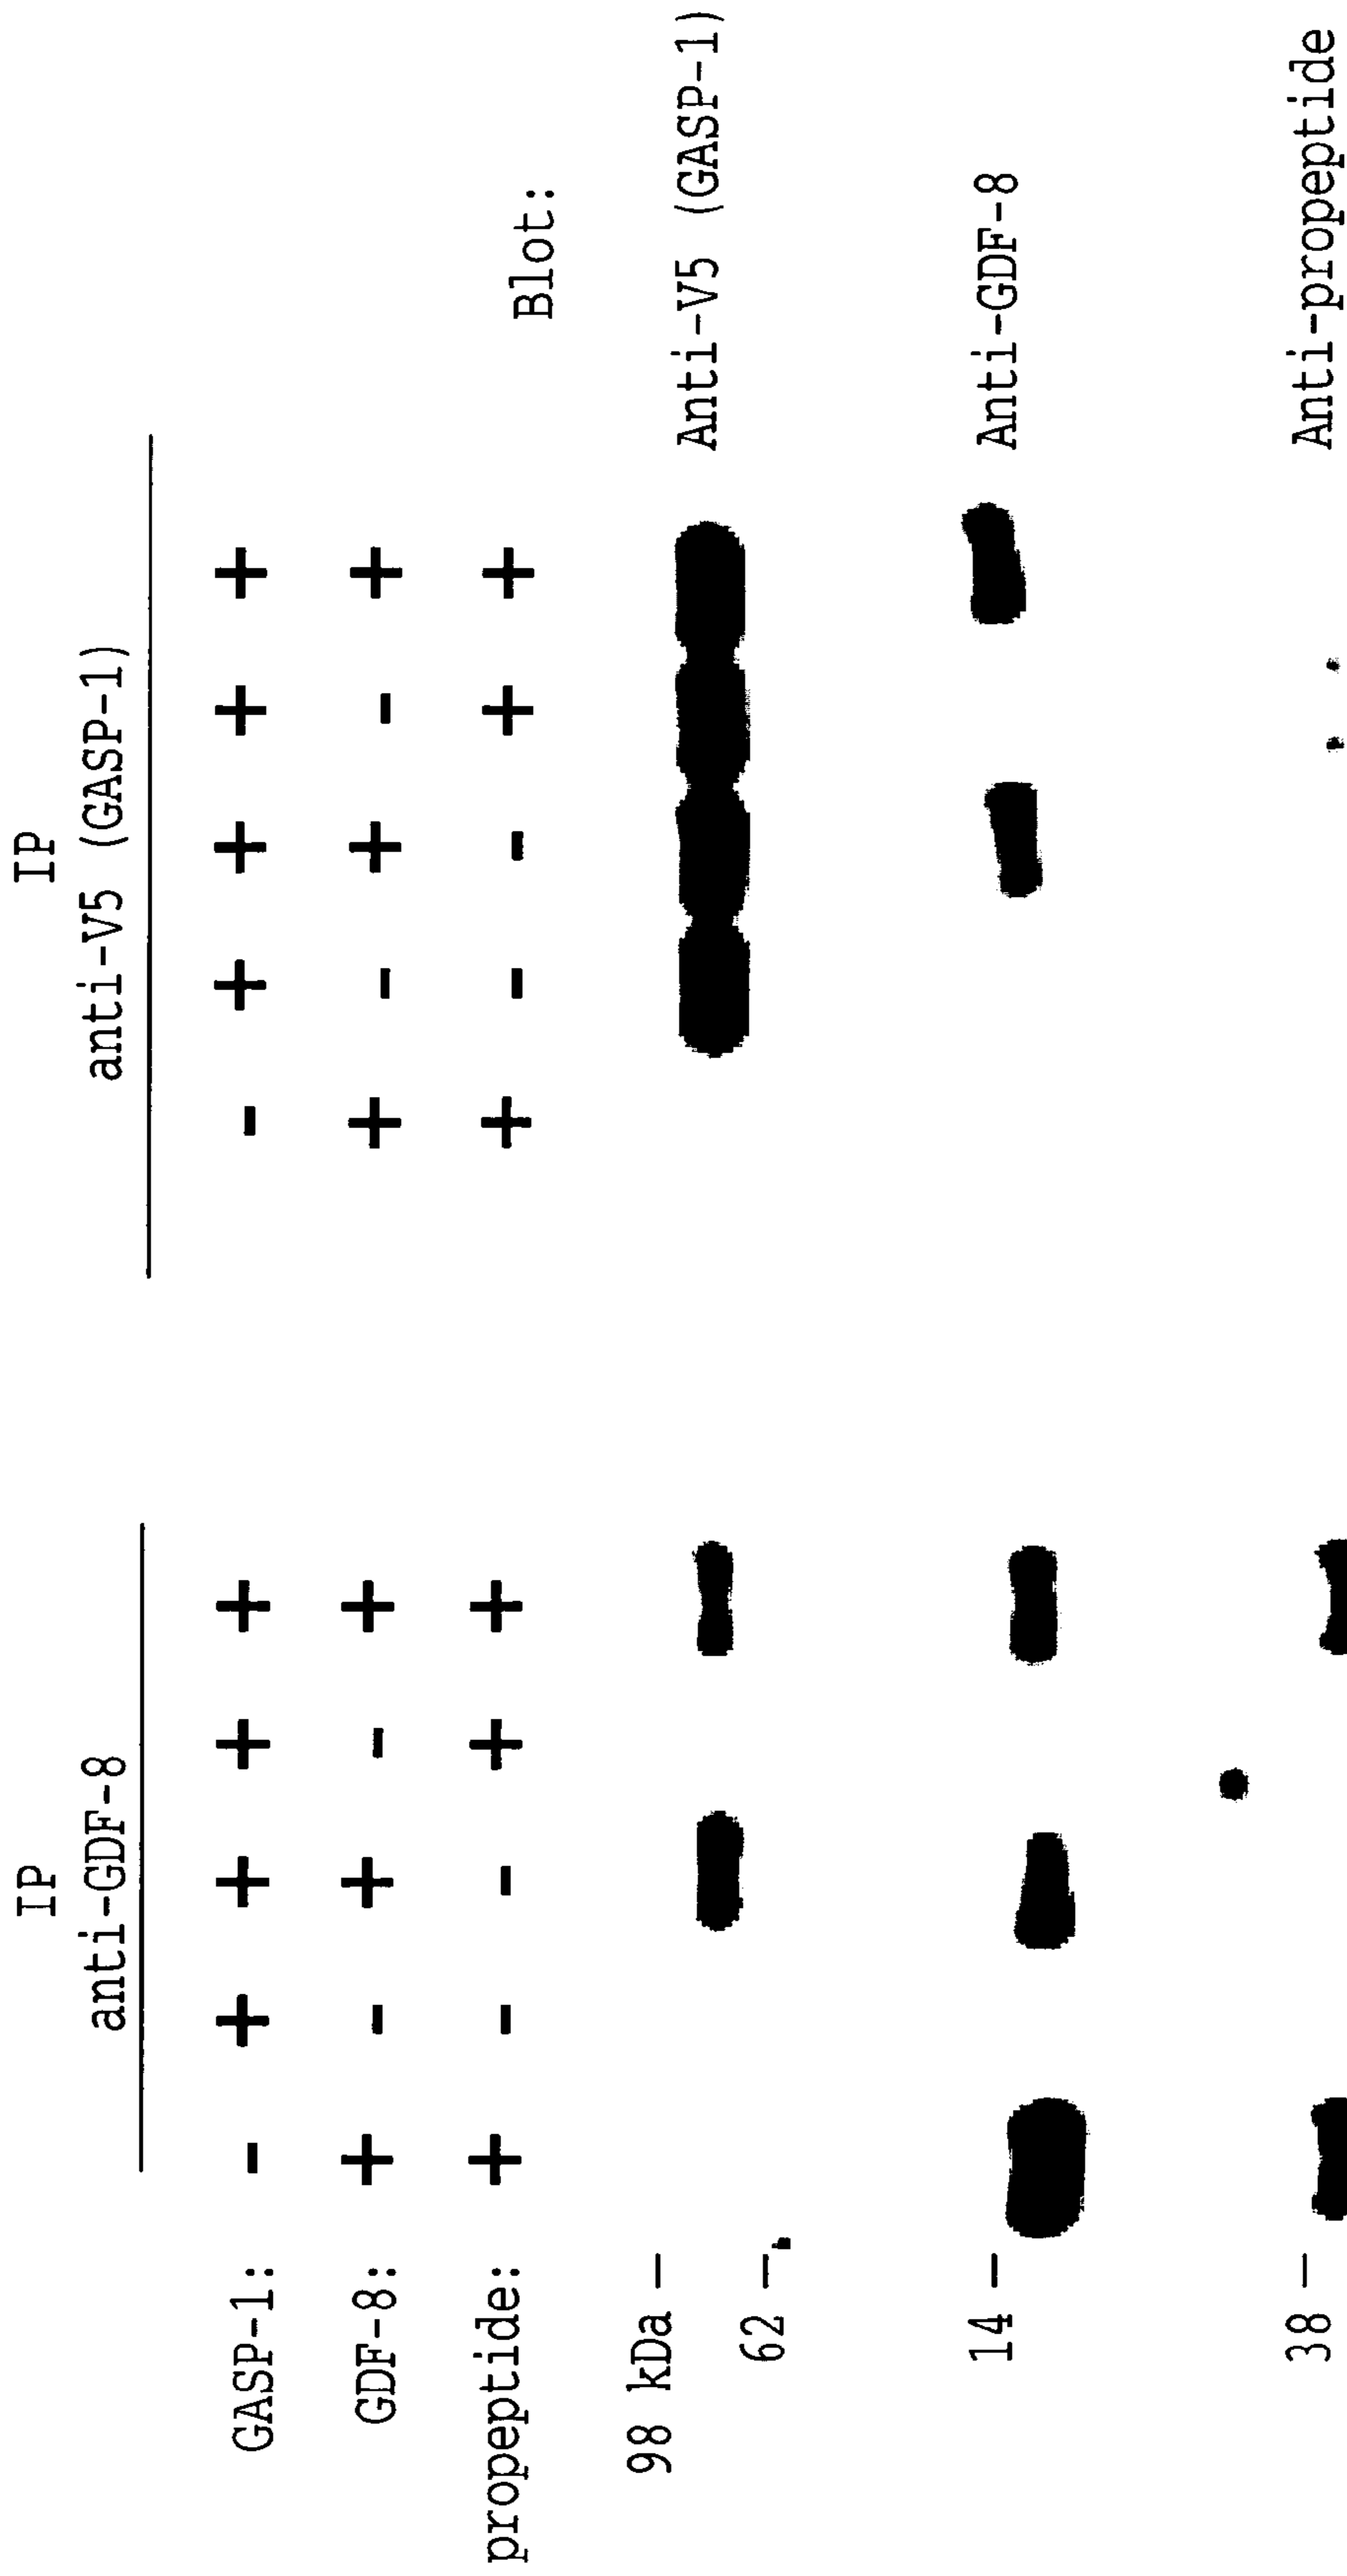 IP IP
anti-GDF-8 anti-V5 (GASP-1)
GASP-1: - + + + + - + + + +
GDF-8: + - + - + + - + - +
propeptide: + - - + + + - - + +
Blot:
98 kDa –
Anti-V5 (GASP-1)
62 –
14 – Anti-GDF-8
38 – Anti-propeptide